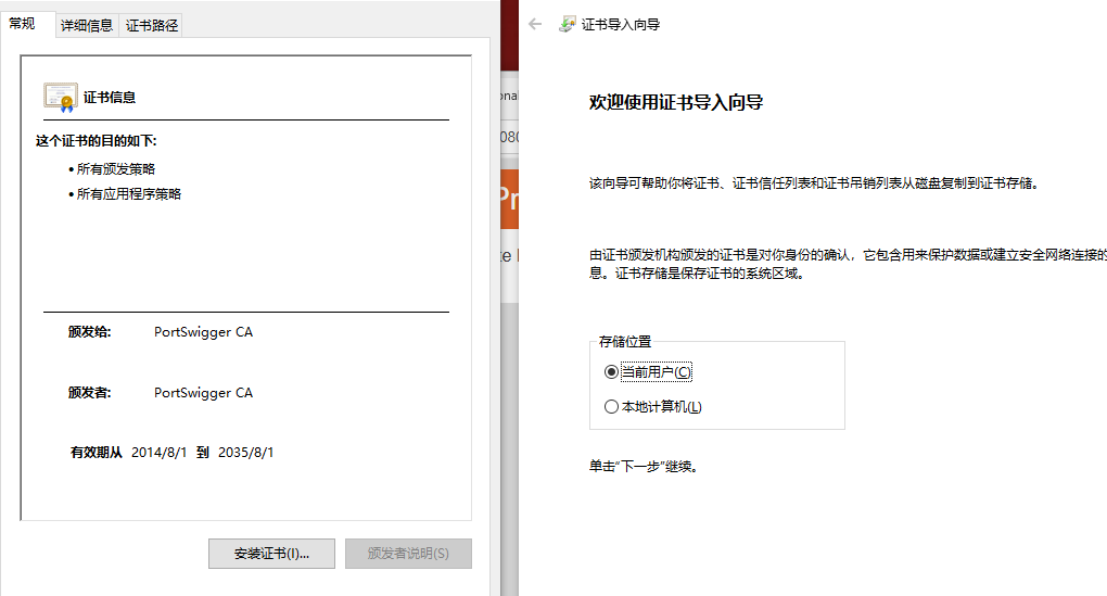 常规 详细信息 证书路径
证书信息
这个证书的目的如下:
• 所有颁发策略
• 所有应用程序策略
颁发给: PortSwigger CA
颁发者: PortSwigger CA
有效期从 2014/8/1 到 2035/8/1
安装证书(I)... 颁发者说明(S)
证书导入向导
欢迎使用证书导入向导
该向导可帮助你将证书、证书信任列表和证书吊销列表从磁盘复制到证书存储。
由证书颁发机构颁发的证书是对你身份的确认，它包含用来保护数据或建立安全网络连接的
息。证书存储是保存证书的系统区域。
存储位置
当前用户(C)
本地计算机(L)
单击"下一步"继续。